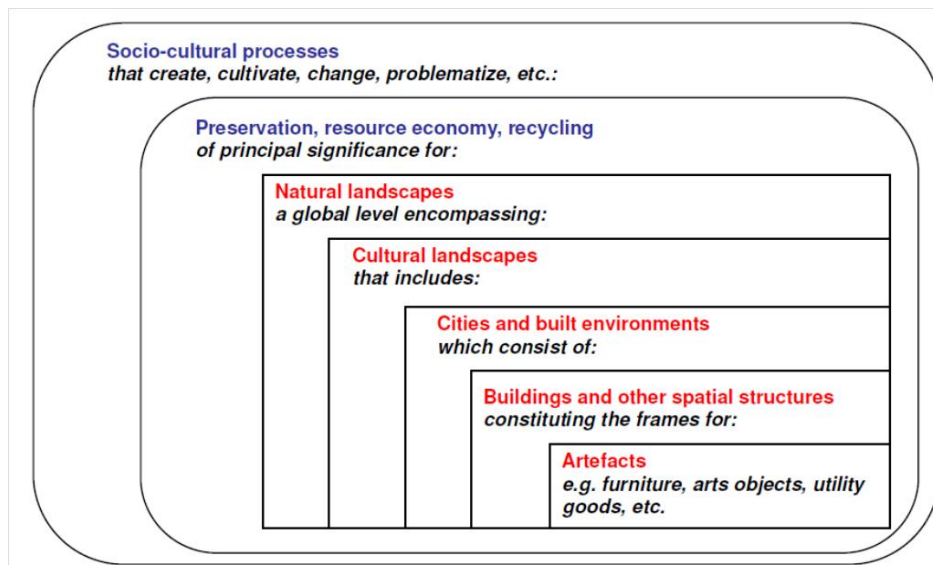 Socio-cultural processes
that create, cultivate, change, problematize, etc.:
Preservation, resource economy, recycling
of principal significance for:
Natural landscapes
a global level encompassing:
Cultural landscapes
that includes:
Cities and built environments
which consist of:
Buildings and other spatial structures
constituting the frames for:
Artefacts
e.g. furniture, arts objects, utility
goods, etc.